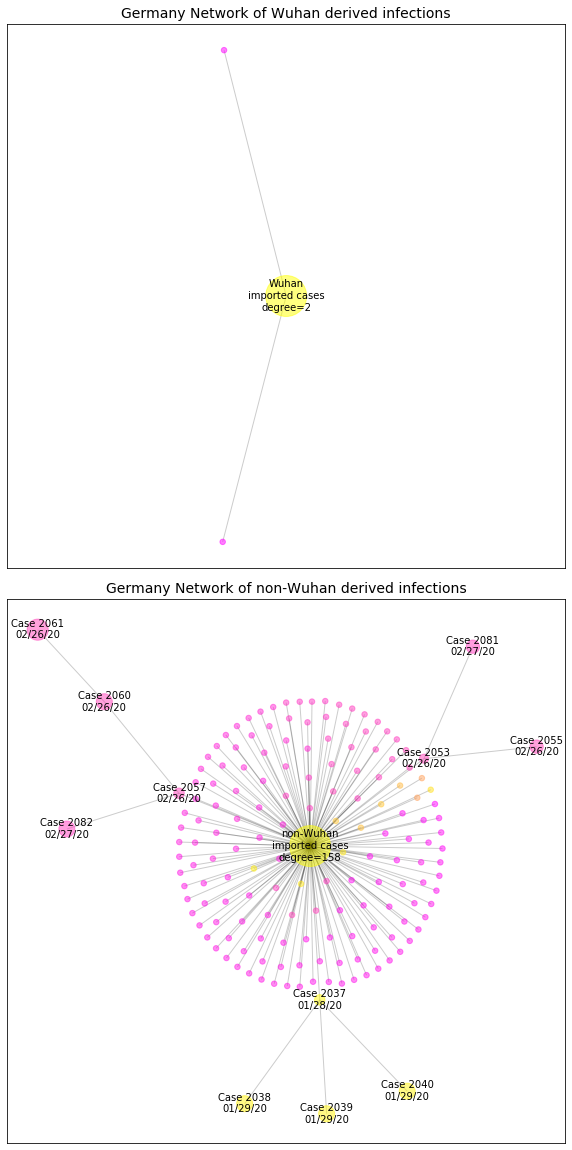 Germany Network of Wuhan derived infections
Wuhan
imported cases
degree=2
Germany Network of non-Wuhan derived infections
Case 2061
02/26/20
Case 2081
02/27/20
Case 2060
02/26/20
Case 2055
02/26/20
Case 2053
02/26/20
Case 2057
02/26/20
Case 2082
02/27/20
non-Wuhan
imported cases
degree=158
Case 2037
01/28/20
Case 2040
01/29/20
Case 2038
01/29/20
Case 2039
01/29/20